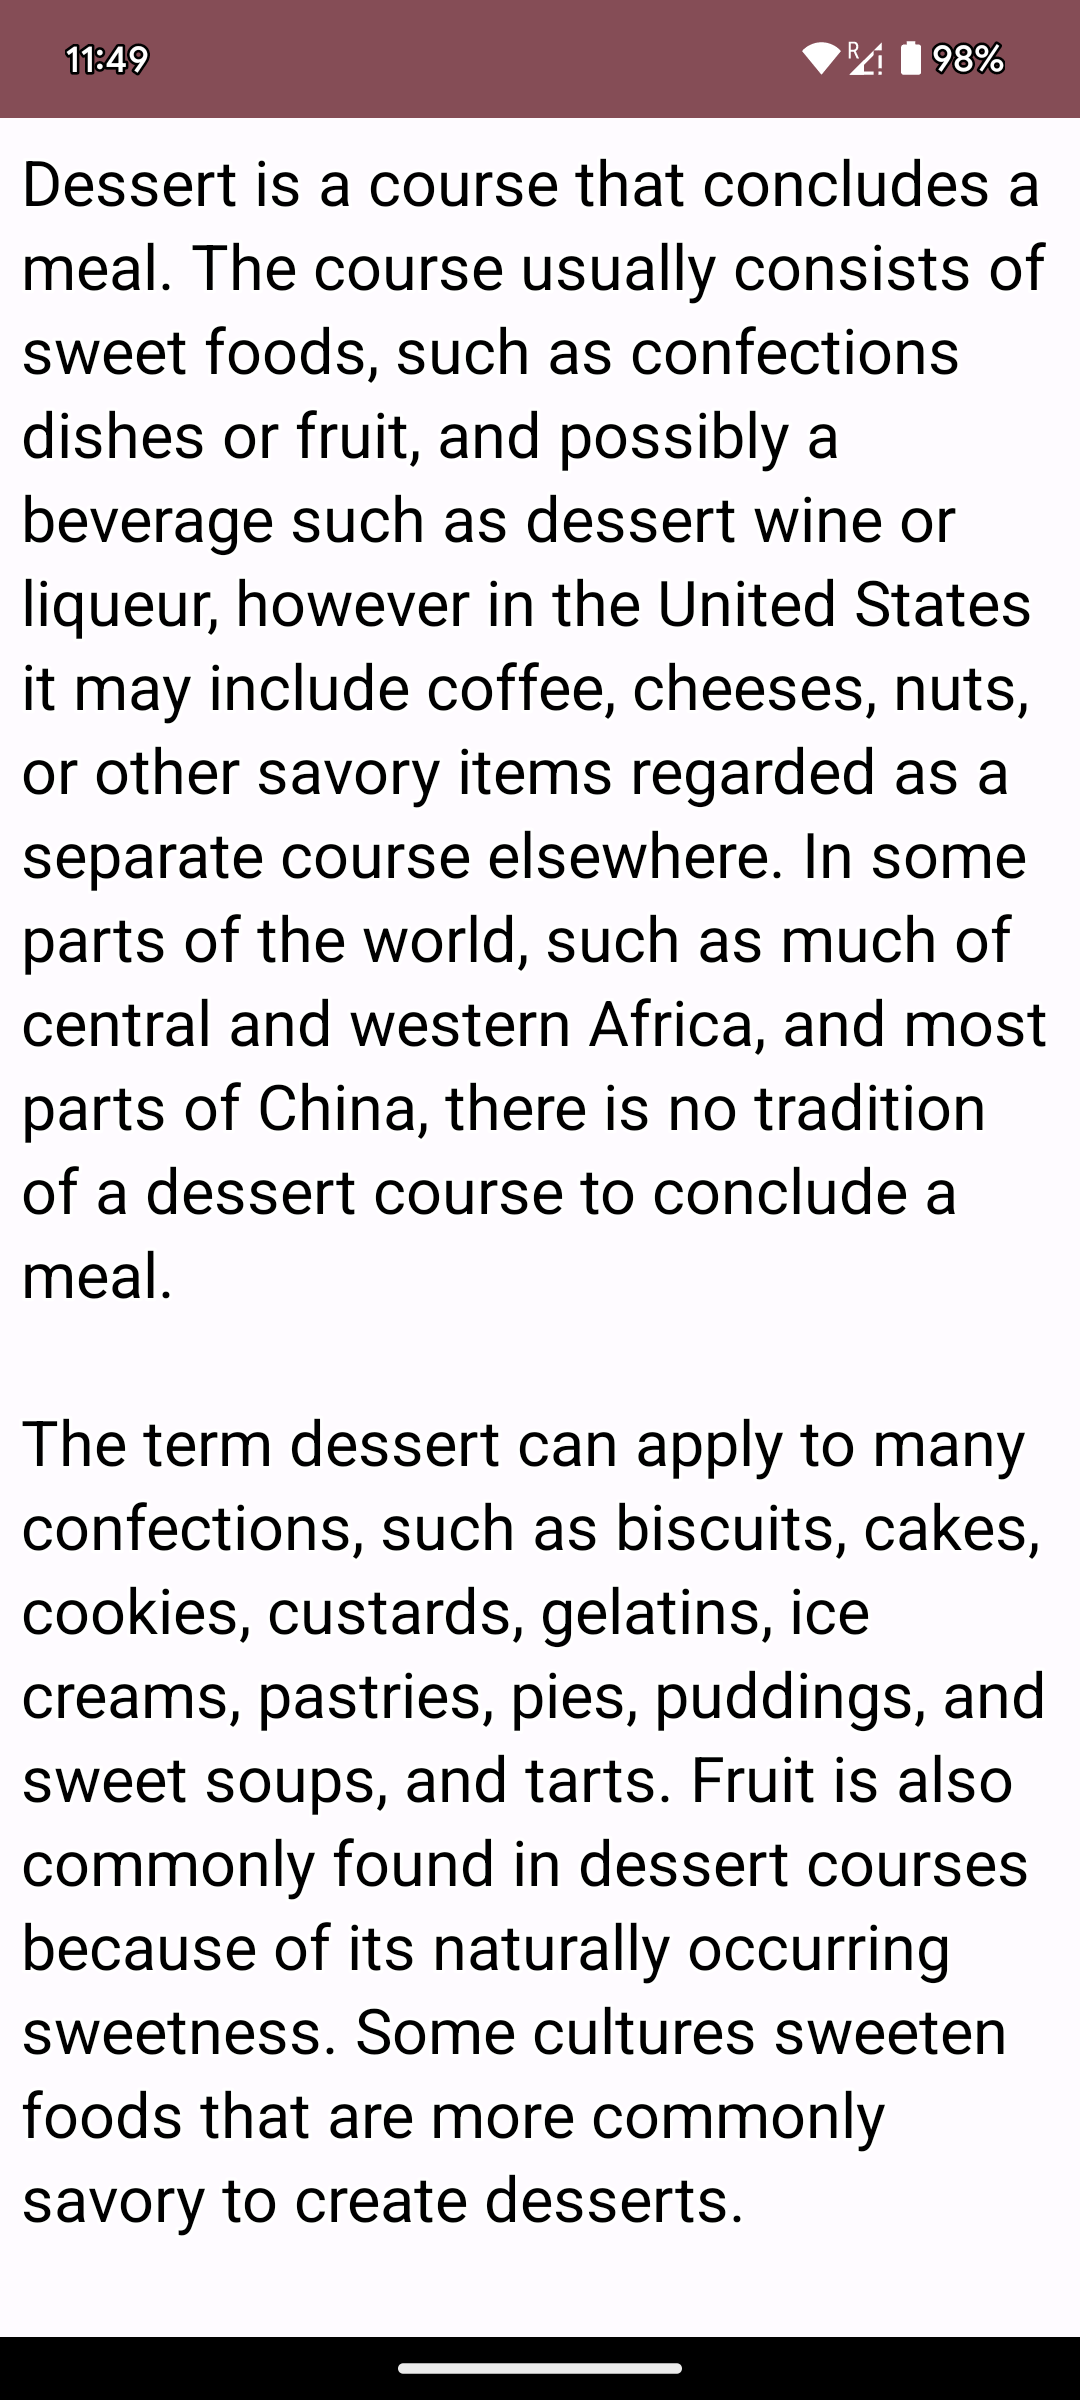 11:49
R
98%
Dessert is a course that concludes a
meal. The course usually consists of
sweet foods, such as confections
dishes or fruit, and possibly a
beverage such as dessert wine or
liqueur, however in the United States
it may include coffee, cheeses, nuts,
or other savory items regarded as a
separate course elsewhere. In some
parts of the world, such as much of
central and western Africa, and most
parts of China, there is no tradition
of a dessert course to conclude a
meal.
The term dessert can apply to many
confections, such as biscuits, cakes,
cookies, custards, gelatins, ice
creams, pastries, pies, puddings, and
sweet soups, and tarts. Fruit is also
commonly found in dessert courses
because of its naturally occurring
sweetness. Some cultures sweeten
foods that are more commonly
savory to create desserts.